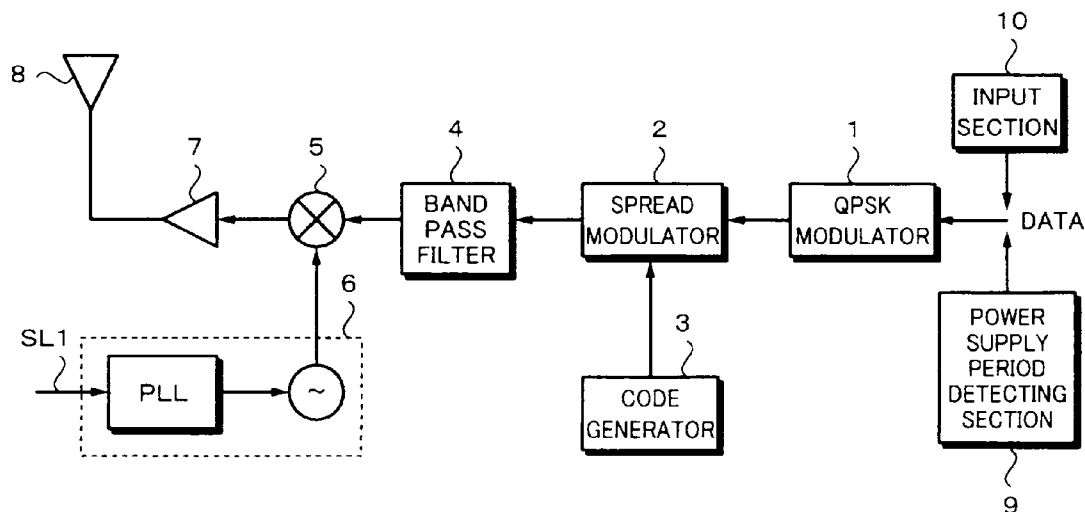 10
INPUT
SECTION
8
7
5
4
2
1
BAND
PASS
FILTER
SPREAD
MODULATOR
QPSK
MODULATOR
DATA
6
SL1
PLL
~
3
CODE
GENERATOR
POWER
SUPPLY
PERIOD
DETECTING
SECTION
9